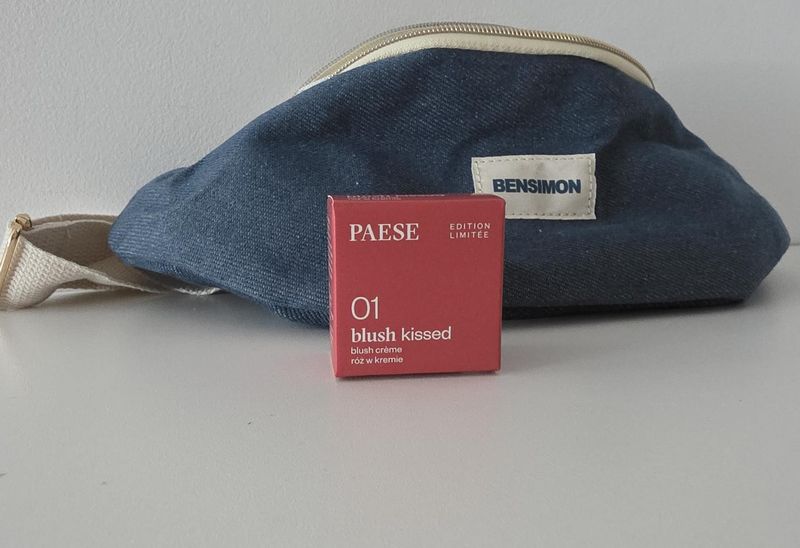 BENSIMON
PAESE
EDITION
LIMITÉE
01
blush kissed
blush crème
róż w kremie